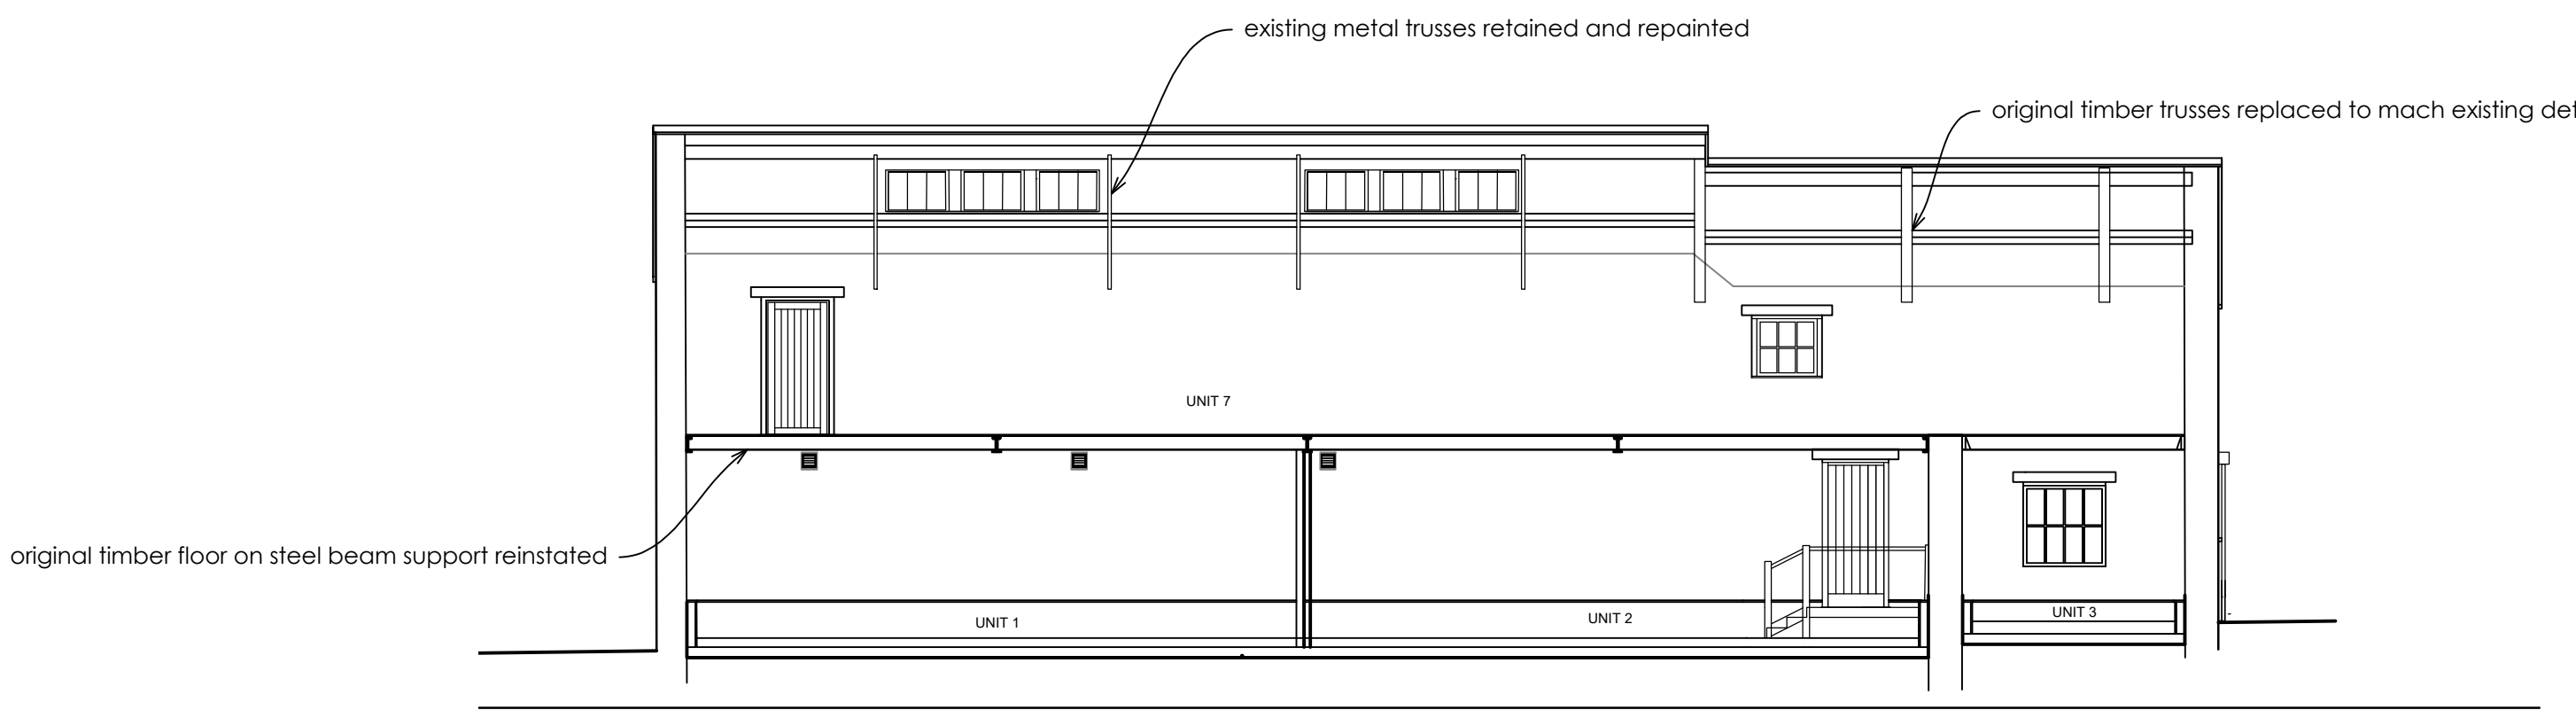 existing metal trusses retained and repainted
original timber trusses replaced to mach existing det
UNIT 7
original timber floor on steel beam support reinstated
UNIT 1
UNIT 2
UNIT 3